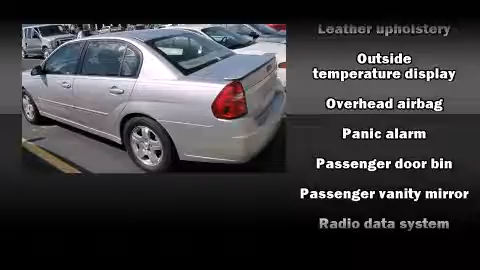 Leather upholstery
Outside
temperature display
Overhead airbag
Panic alarm
Passenger door bin
Passenger vanity mirror
Radio data system